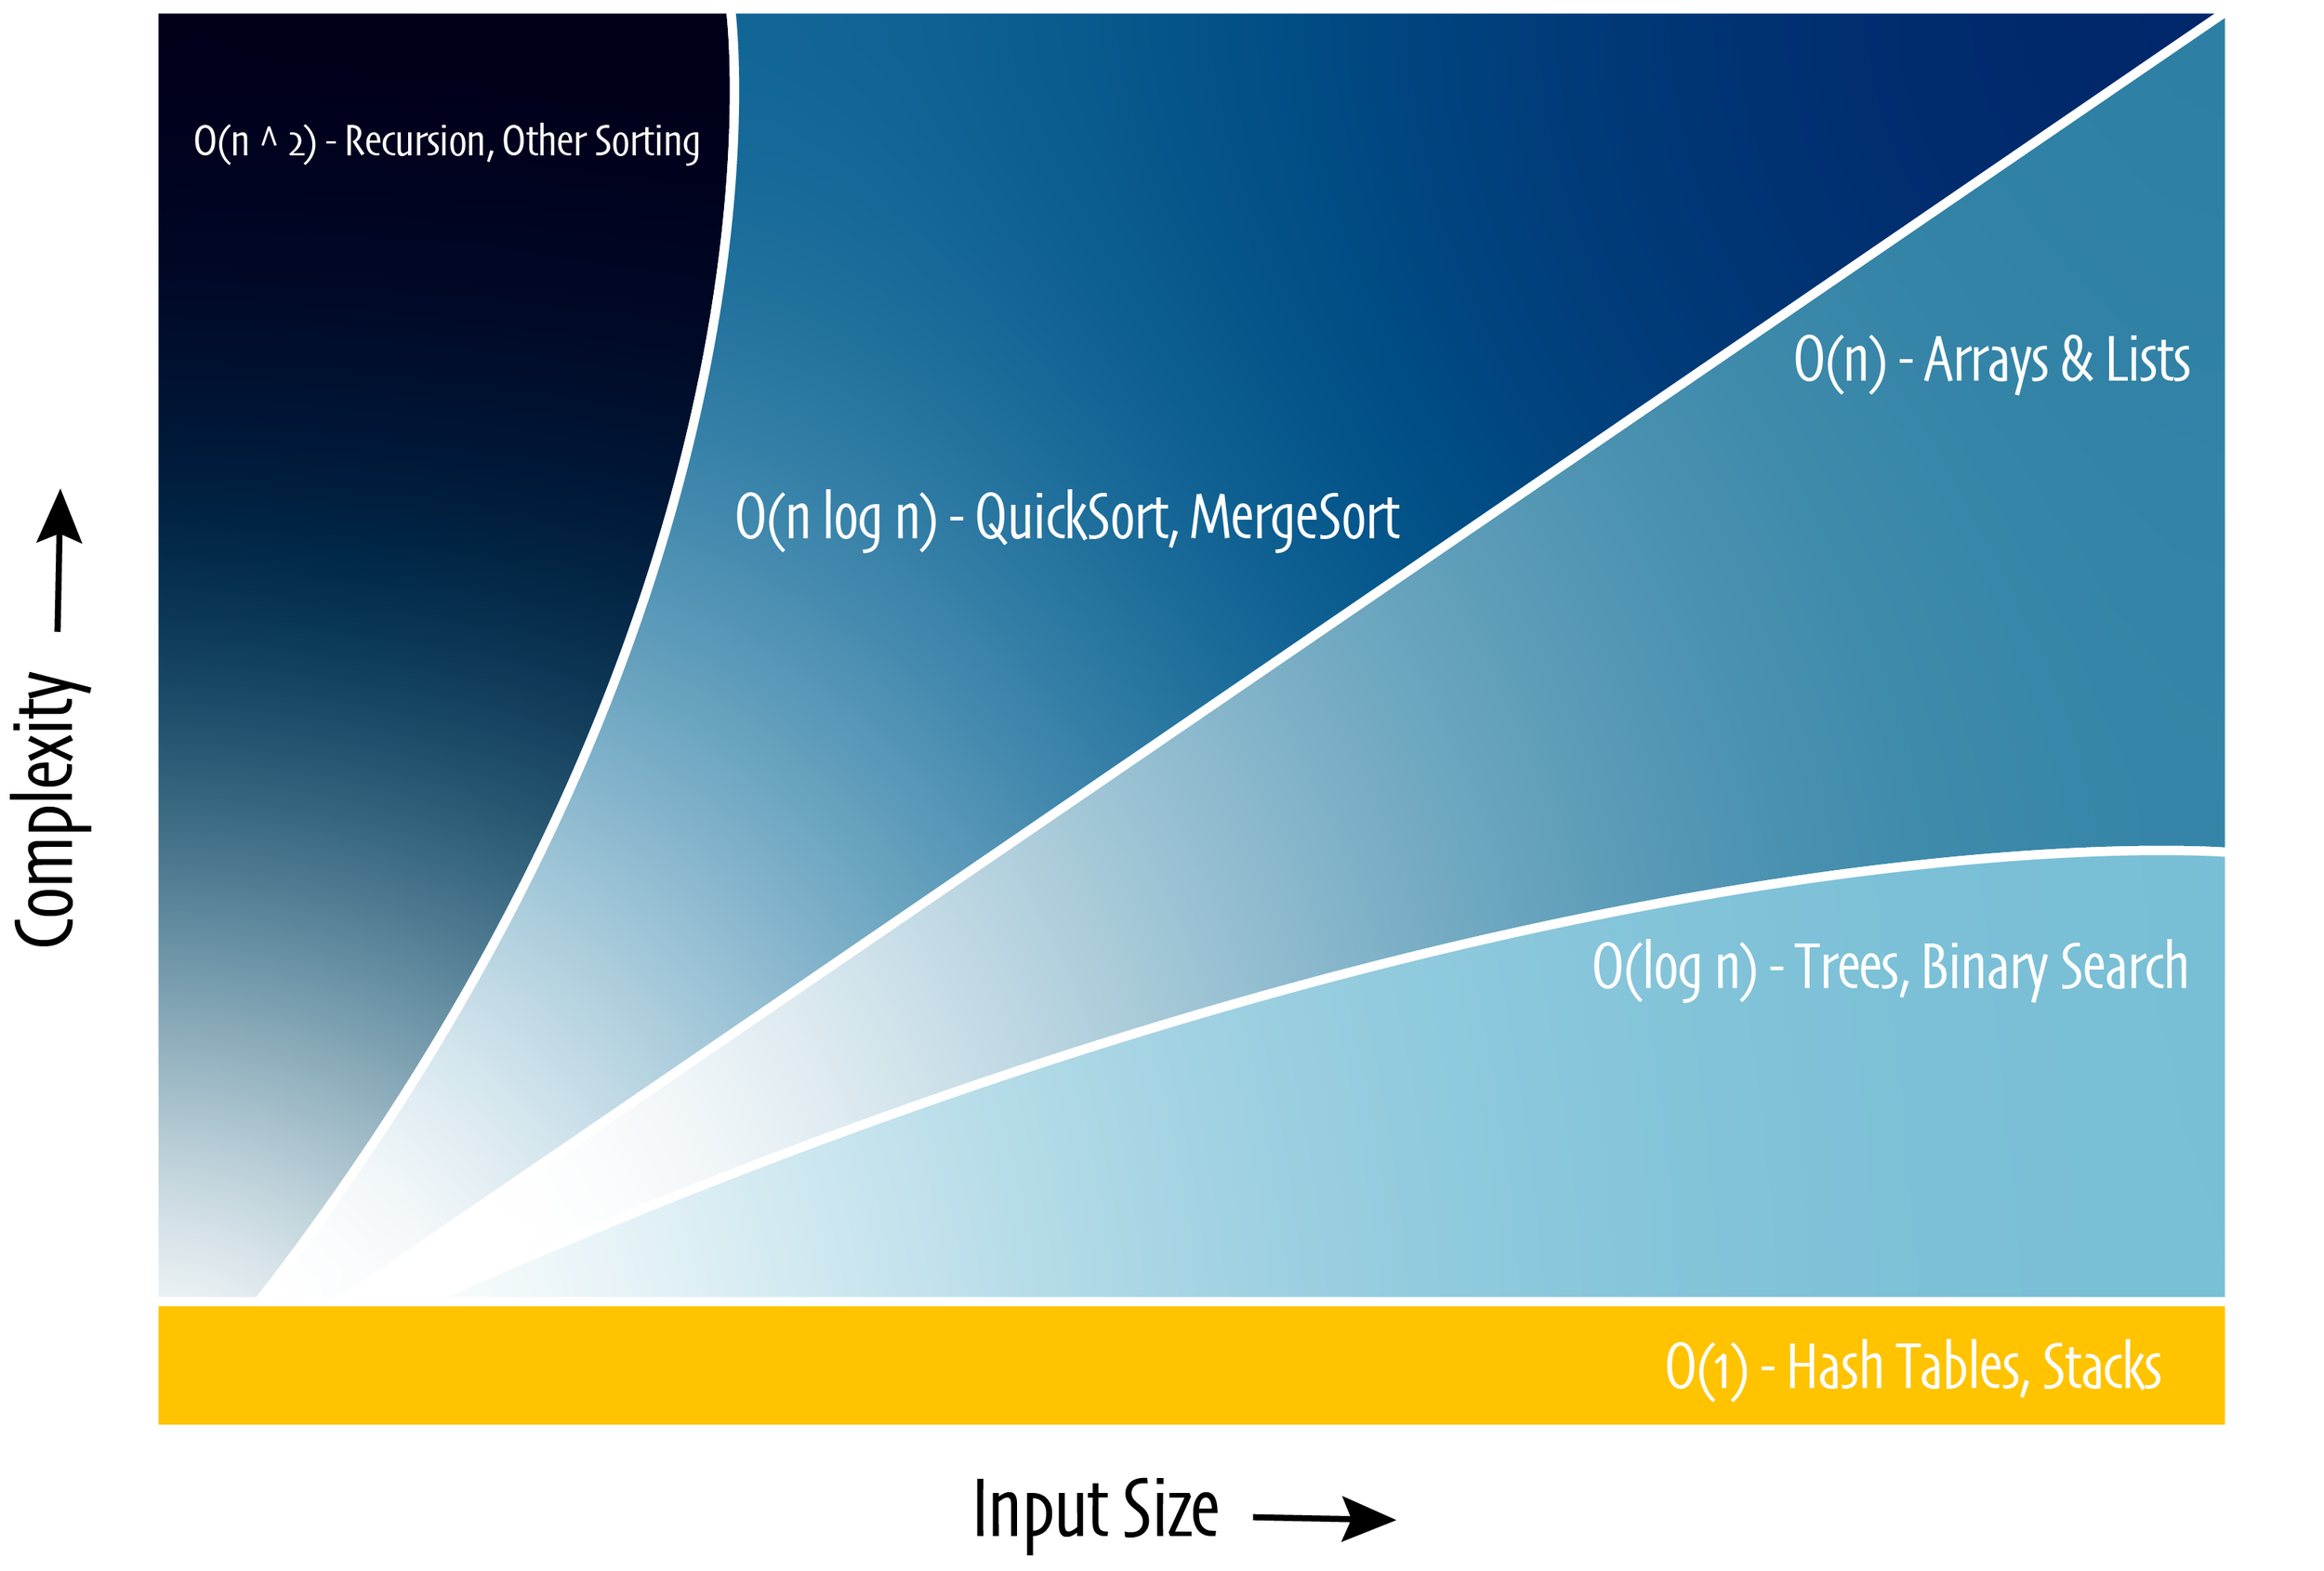 O(n ^ 2) - Recursion, Other Sorting
O(n) - Arrays & Lists
O(n log n) - QuickSort, MergeSort
Complexity
O(log n) - Trees, Binary Search
O(1) - Hash Tables, Stacks
Input Size